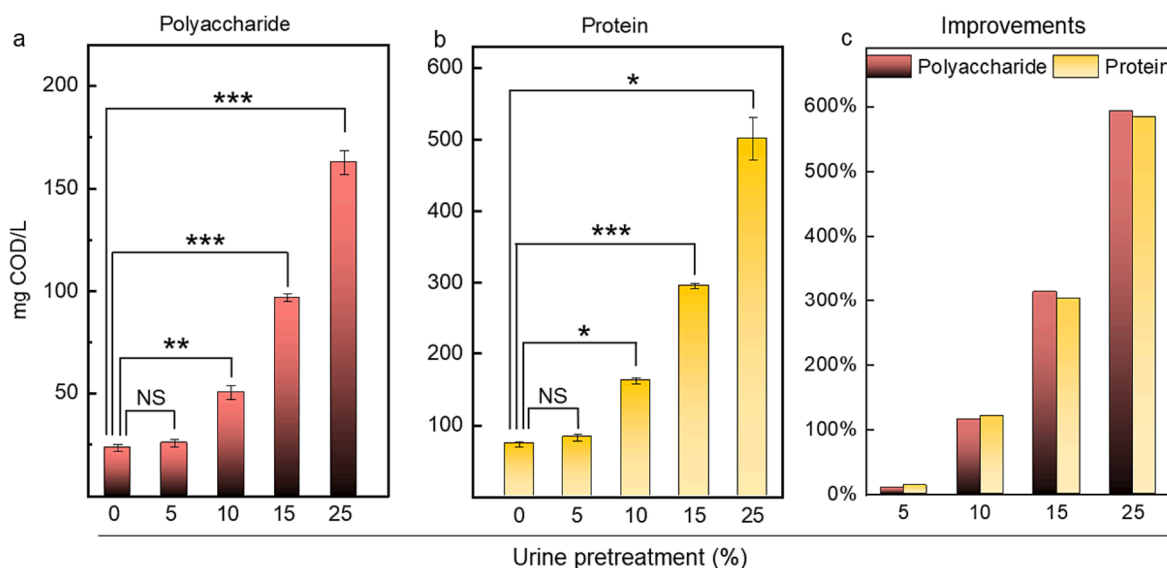 a
Polyaccharide
mg COD/L
200
150
100
50
***
***
**
NS
0 5 10 15 25
b
Protein
600
500
400
300
200
100
*
***
*
NS
0 5 10 15 25
c
Improvements
Polyaccharide Protein
600%
500%
400%
300%
200%
100%
0%
5 10 15 25
Urine pretreatment (%)